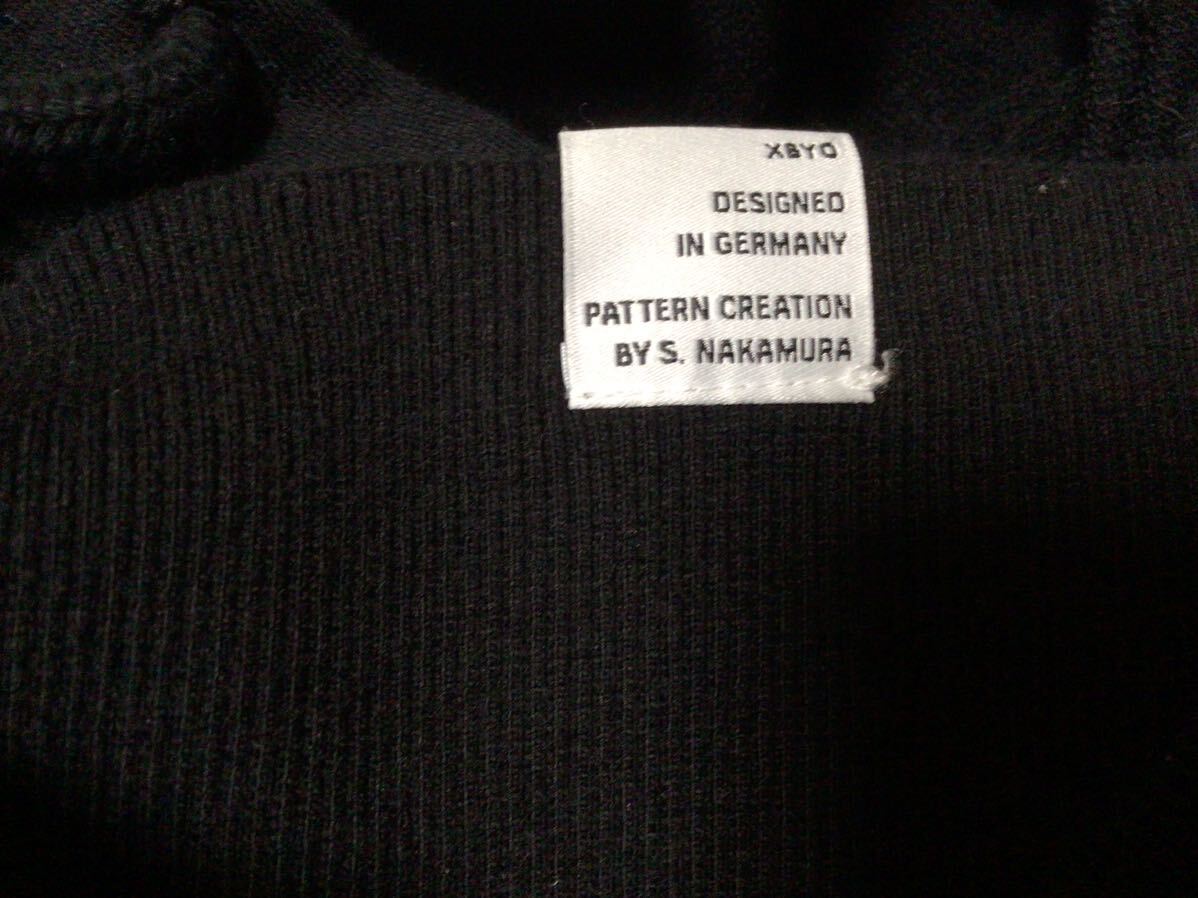 XBYO
DESIGNED
IN GERMANY
PATTERN CREATION
BY S. NAKAMURA